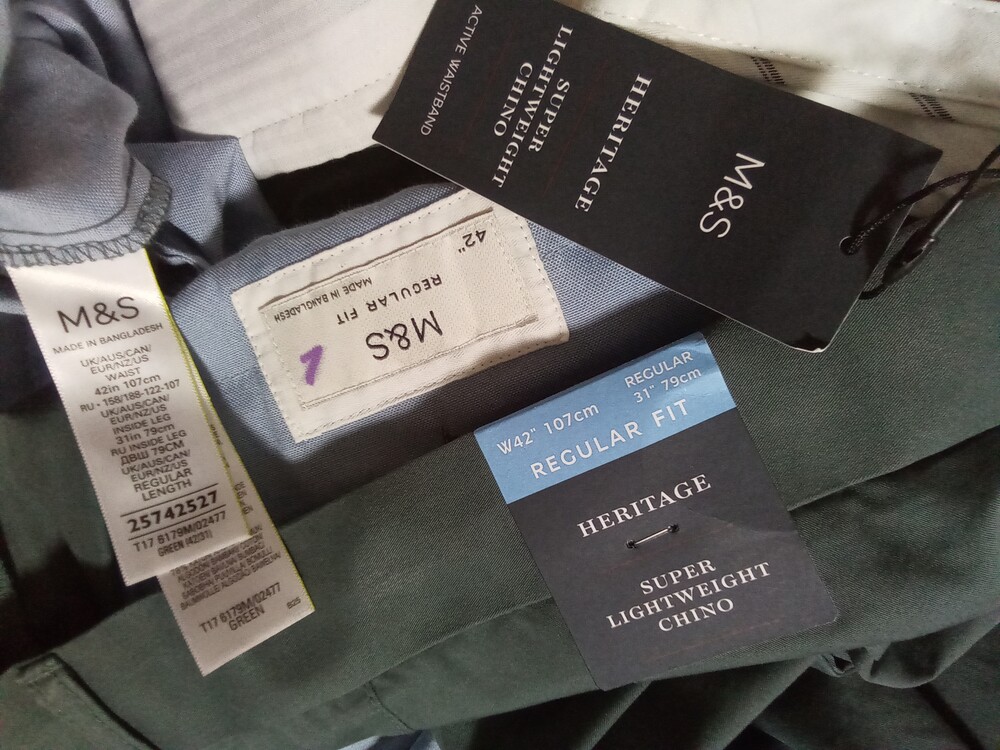 ACTIVE WAISTBAND
SUPER
LIGHTWEIGHT
CHINO
HERITAGE
M&S
M&S
REGULAR FIT
MADE IN BANGLADESH
42"
1
M&S
MADE IN BANGLADESH
UK/AUS/CAN/
EUR/NZ/US
WAIST
42in 107cm
RU - 158/188-122-107
UK/AUS/CAN/
EUR/NZ/US
INSIDE LEG
31in 79cm
RU INSIDE LEG
ДВШ 79CM
UK/AUS/CAN/
EUR/NZ/US
REGULAR
LENGTH
25742527
T17 6179M/02477
GREEN (42/31)
T17 6179M/02477
GREEN
W42" 107cm
REGULAR
31" 79cm
REGULAR FIT
HERITAGE
SUPER
LIGHTWEIGHT
CHINO